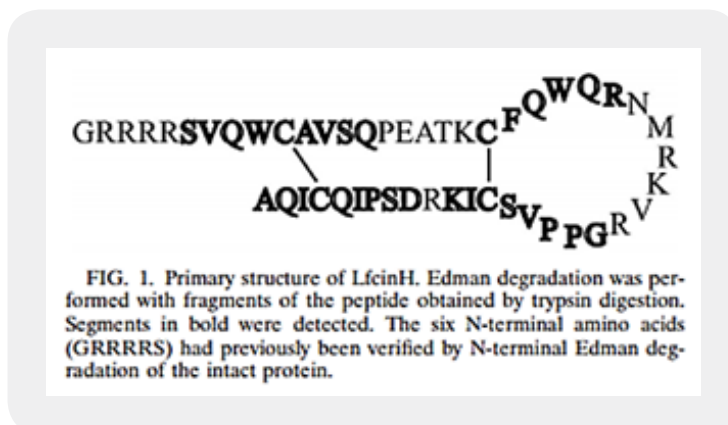 GRRRRSVQWCAVSQPEATKCFQWQRN
M
R
K
V
AQICQIPSDRKICSVPPGR
FIG. 1. Primary structure of LfcinH. Edman degradation was per-
formed with fragments of the peptide obtained by trypsin digestion.
Segments in bold were detected. The six N-terminal amino acids
(GRRRRS) had previously been verified by N-terminal Edman deg-
radation of the intact protein.